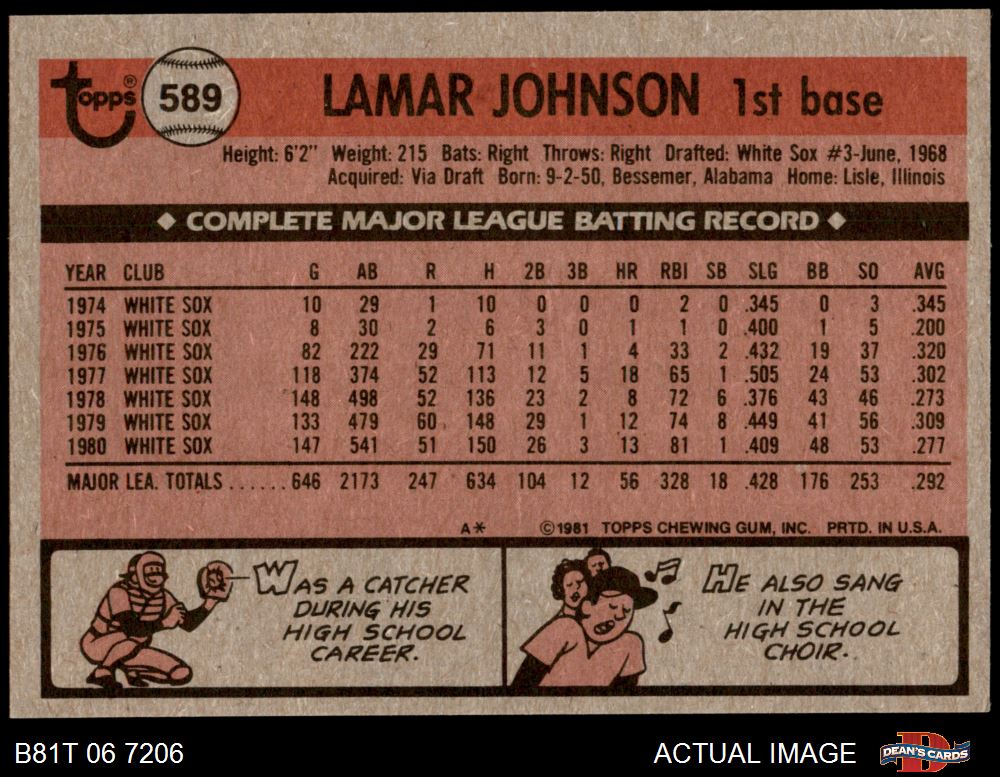 Topps® 589 LAMAR JOHNSON 1st base
Height: 6'2" Weight: 215 Bats: Right Throws: Right Drafted: White Sox #3-June, 1968
Acquired: Via Draft Born: 9-2-50, Bessemer, Alabama Home: Lisle, Illinois
◆ COMPLETE MAJOR LEAGUE BATTING RECORD ◆
YEAR CLUB G AB R H 2B 3B HR RBI SB SLG BB SO AVG
1974 WHITE SOX 10 29 1 10 0 0 0 2 0 .345 0 3 .345
1975 WHITE SOX 8 30 2 6 3 0 1 1 0 .400 1 5 .200
1976 WHITE SOX 82 222 29 71 11 1 4 33 2 .432 19 37 .320
1977 WHITE SOX 118 374 52 113 12 5 18 65 1 .505 24 53 .302
1978 WHITE SOX 148 498 52 136 23 2 8 72 6 .376 43 46 .273
1979 WHITE SOX 133 479 60 148 29 1 12 74 8 .449 41 56 .309
1980 WHITE SOX 147 541 51 150 26 3 13 81 1 .409 48 53 .277
MAJOR LEA. TOTALS ...... 646 2173 247 634 104 12 56 328 18 .428 176 253 .292
A* ©1981 TOPPS CHEWING GUM, INC. PRTD. IN U.S.A.
WAS A CATCHER
DURING HIS
HIGH SCHOOL
CAREER.
HE ALSO SANG
IN THE
HIGH SCHOOL
CHOIR.
B81T 06 7206 ACTUAL IMAGE DEAN'S CARDS